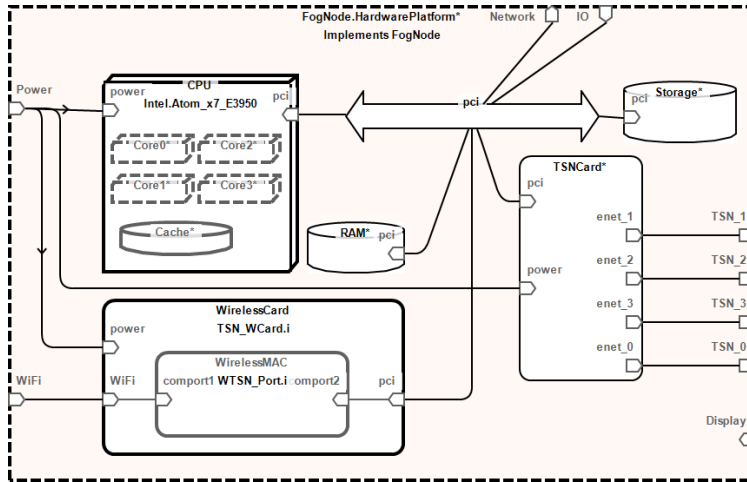 FogNode.HardwarePlatform*
Network
IO
Implements FogNode
Power
CPU
power
pci
Intel.Atom_x7_E3950
Core0*
Core2*
Core1*
Core3*
Cache*
pci
Storage*
pci
TSNCard*
pci
enet_1
TSN_1
enet_2
TSN_2
power
enet_3
TSN_3
enet_0
TSN_0
RAM*
pci
WirelessCard
TSN_WCard.i
power
WirelessMAC
WiFi
WiFi
comport1
WTSN_Port.i
comport2
pci
Display